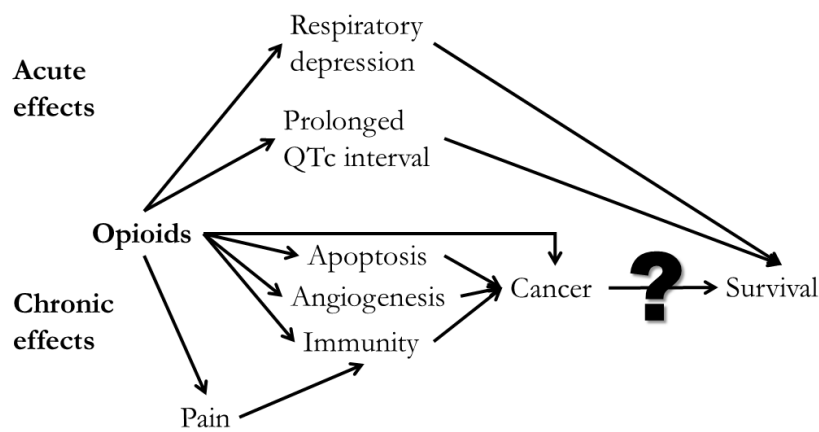 Respiratory
depression
Acute
effects
Prolonged
QTc interval
Opioids
Apoptosis
Angiogenesis
Immunity
Cancer
?
Survival
Chronic
effects
Pain